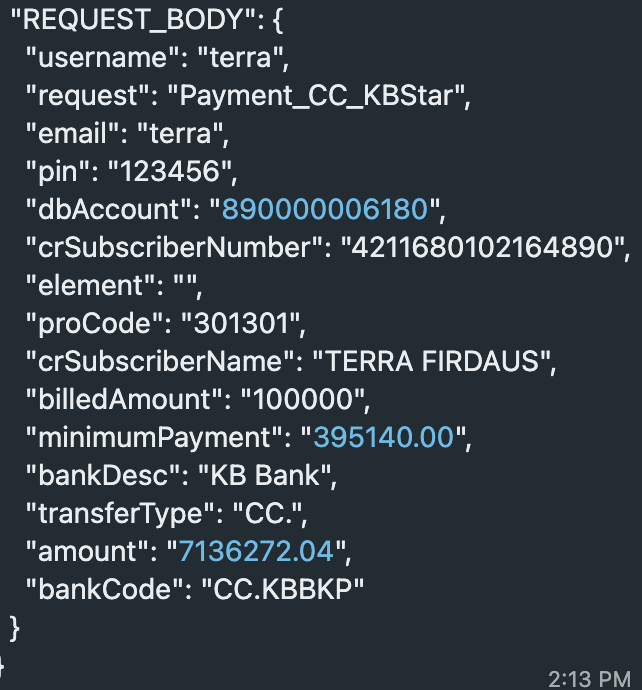 "REQUEST_BODY": {
"username": "terra",
"request": "Payment_CC_KBStar",
"email": "terra",
"pin": "123456",
"dbAccount": "890000006180",
"crSubscriberNumber": "4211680102164890",
"element": "",
"proCode": "301301",
"crSubscriberName": "TERRA FIRDAUS",
"billedAmount": "100000",
"minimumPayment": "395140.00",
"bankDesc": "KB Bank",
"transferType": "CC.",
"amount": "7136272.04",
"bankCode": "CC.KBBKP"
}
}
2:13 PM